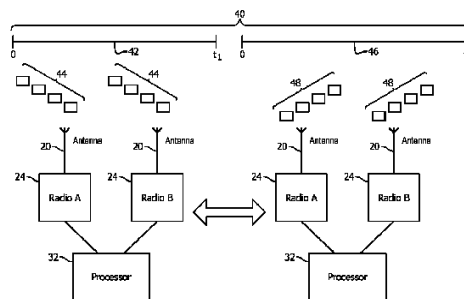 40
0 42 t1 0 46
44 44 48 48
20 Antenna 20 Antenna 20 Antenna 20 Antenna
24 Radio A 24 Radio B 24 Radio A 24 Radio B
32 Processor 32 Processor